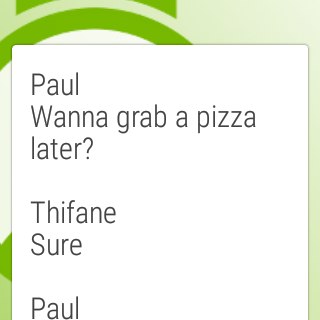 Paul
Wanna grab a pizza
later?
Thifane
Sure
Paul